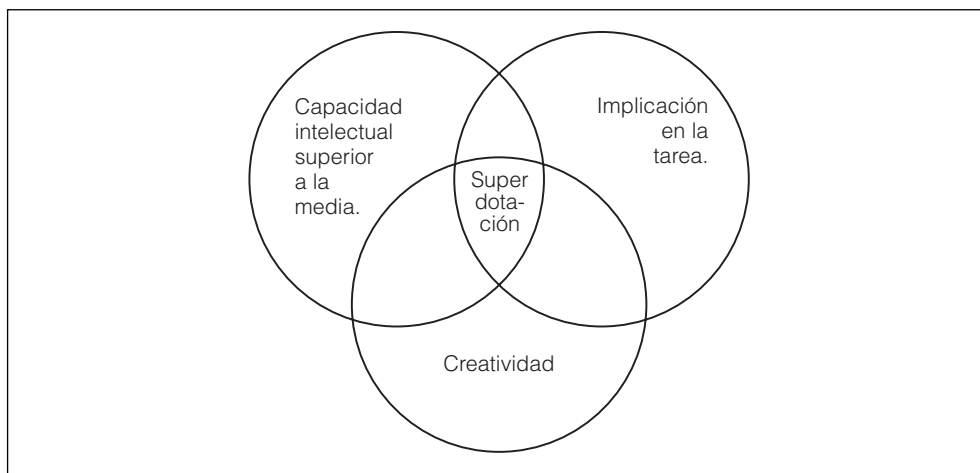 Capacidad
intelectual
superior
a la
media.
Implicación
en la
tarea.
Super
dota-
ción
Creatividad